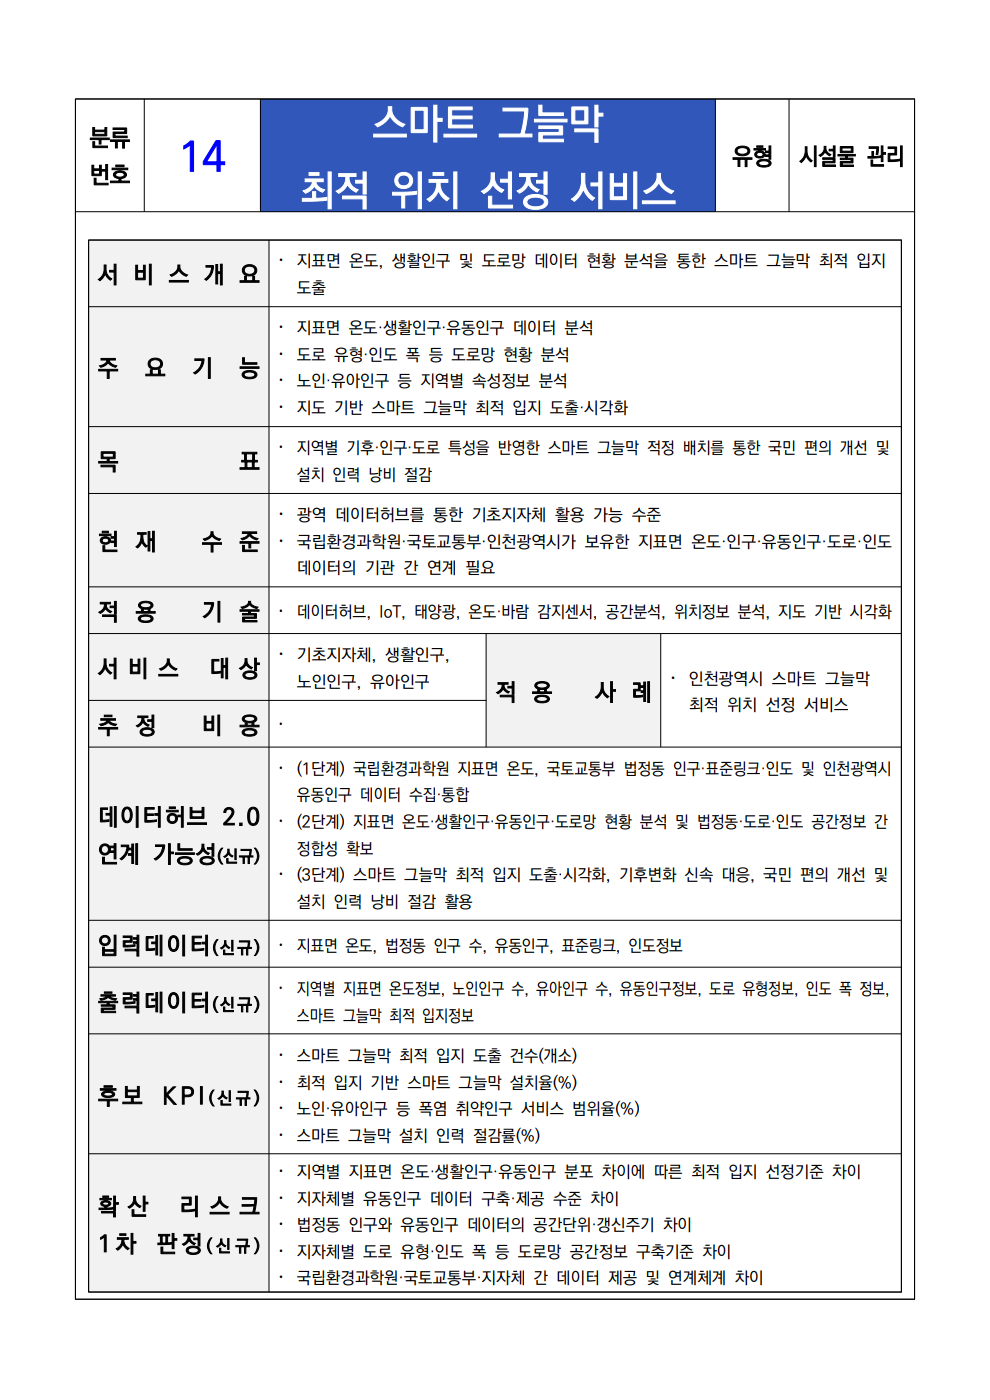 분류
번호
14
스마트 그늘막
최적 위치 선정 서비스
유형
시설물 관리
서비스개요
· 지표면 온도, 생활인구 및 도로망 데이터 현황 분석을 통한 스마트 그늘막 최적 입지
도출
주요기능
· 지표면 온도·생활인구·유동인구 데이터 분석
· 도로 유형·인도 폭 등 도로망 현황 분석
· 노인·유아인구 등 지역별 속성정보 분석
· 지도 기반 스마트 그늘막 최적 입지 도출·시각화
목표
· 지역별 기후·인구·도로 특성을 반영한 스마트 그늘막 적정 배치를 통한 국민 편의 개선 및
설치 인력 낭비 절감
현재 수준
· 광역 데이터허브를 통한 기초지자체 활용 가능 수준
· 국립환경과학원·국토교통부·인천광역시가 보유한 지표면 온도·인구·유동인구·도로·인도
데이터의 기관 간 연계 필요
적용 기술
· 데이터허브, IoT, 태양광, 온도·바람 감지센서, 공간분석, 위치정보 분석, 지도 기반 시각화
서비스 대상
· 기초지자체, 생활인구,
노인인구, 유아인구
적용 사례
· 인천광역시 스마트 그늘막
최적 위치 선정 서비스
추정 비용
·
데이터허브 2.0
연계 가능성(신규)
· (1단계) 국립환경과학원 지표면 온도, 국토교통부 법정동 인구·표준링크·인도 및 인천광역시
유동인구 데이터 수집·통합
· (2단계) 지표면 온도·생활인구·유동인구·도로망 현황 분석 및 법정동·도로·인도 공간정보 간
정합성 확보
· (3단계) 스마트 그늘막 최적 입지 도출·시각화, 기후변화 신속 대응, 국민 편의 개선 및
설치 인력 낭비 절감 활용
입력데이터(신규)
· 지표면 온도, 법정동 인구 수, 유동인구, 표준링크, 인도정보
출력데이터(신규)
· 지역별 지표면 온도정보, 노인인구 수, 유아인구 수, 유동인구정보, 도로 유형정보, 인도 폭 정보,
스마트 그늘막 최적 입지정보
후보 KPI(신규)
· 스마트 그늘막 최적 입지 도출 건수(개소)
· 최적 입지 기반 스마트 그늘막 설치율(%)
· 노인·유아인구 등 폭염 취약인구 서비스 범위율(%)
· 스마트 그늘막 설치 인력 절감률(%)
확산 리스크
1차 판정(신규)
· 지역별 지표면 온도·생활인구·유동인구 분포 차이에 따른 최적 입지 선정기준 차이
· 지자체별 유동인구 데이터 구축·제공 수준 차이
· 법정동 인구와 유동인구 데이터의 공간단위·갱신주기 차이
· 지자체별 도로 유형·인도 폭 등 도로망 공간정보 구축기준 차이
· 국립환경과학원·국토교통부·지자체 간 데이터 제공 및 연계체계 차이